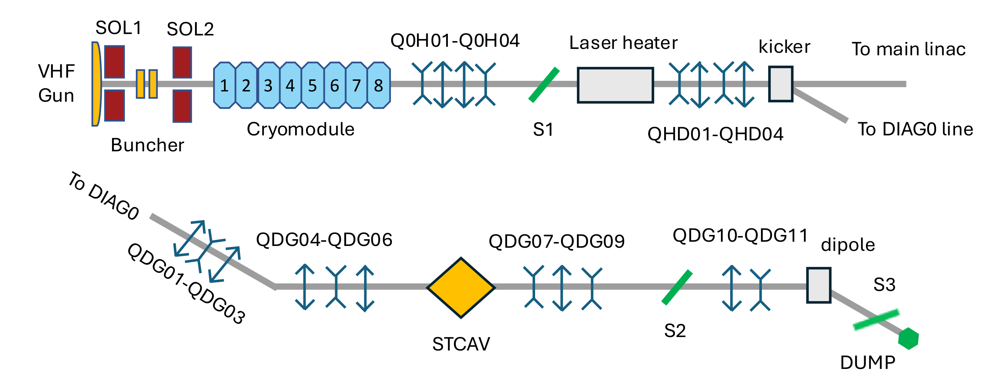 SOL1
SOL2
VHF
Gun
Buncher
1 2 3 4 5 6 7 8
Cryomodule
Q0H01-Q0H04
S1
Laser heater
QHD01-QHD04
kicker
To main linac
To DIAG0 line
To DIAG0
QDG01-QDG03
QDG04-QDG06
STCAV
QDG07-QDG09
S2
QDG10-QDG11
dipole
S3
DUMP